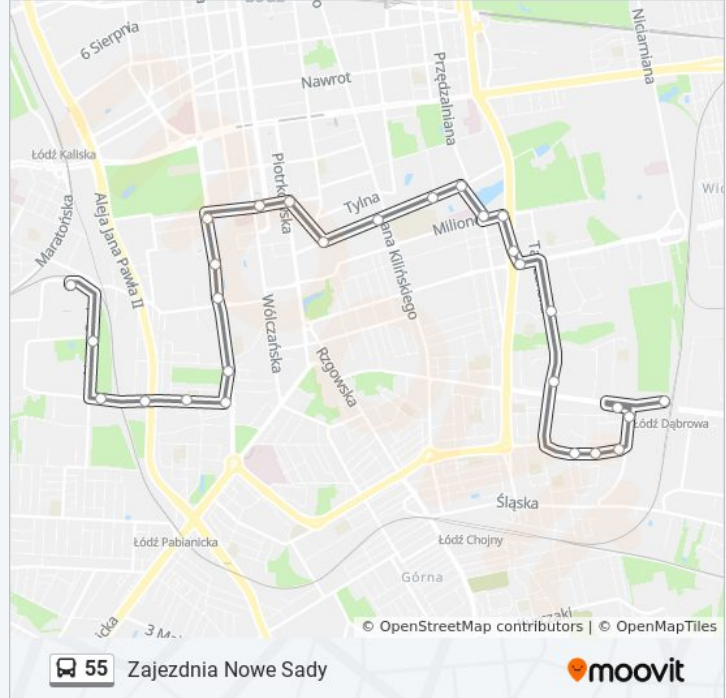 6 Sierpnia
Niciarniana
Nawrot
Przędzalniana
Łódź Kaliska
Piotrkowska
Tylna
Maratońska
Aleja Jana Pawła II
Milionowa
Jana Kilińskiego
Wólczańska
Rzgowska
Łódź Dąbrowa
Śląska
Łódź Pabianicka
Łódź Chojny
Górna
© OpenStreetMap contributors | © OpenMapTiles
55 Zajezdnia Nowe Sady
moovit